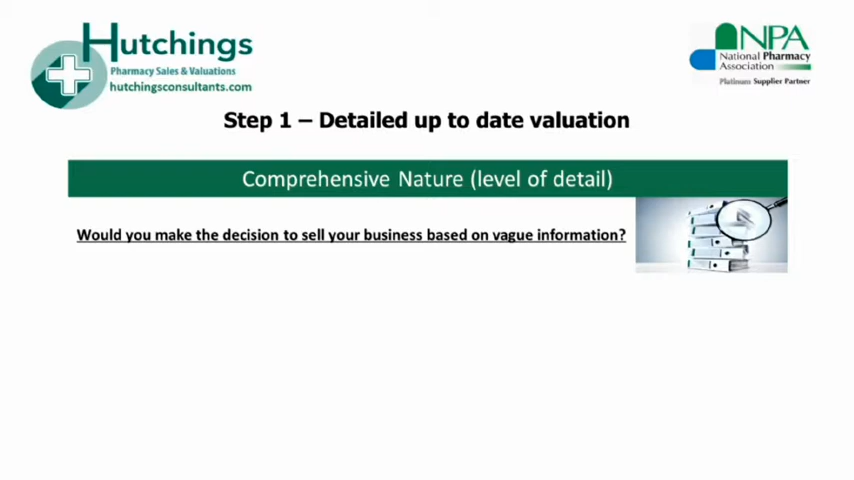 Hutchings
Pharmacy Sales & Valuations
hutchingsconsultants.com
NPA
National Pharmacy
Association
Platinum Supplier Partner
Step 1 – Detailed up to date valuation
Comprehensive Nature (level of detail)
Would you make the decision to sell your business based on vague information?